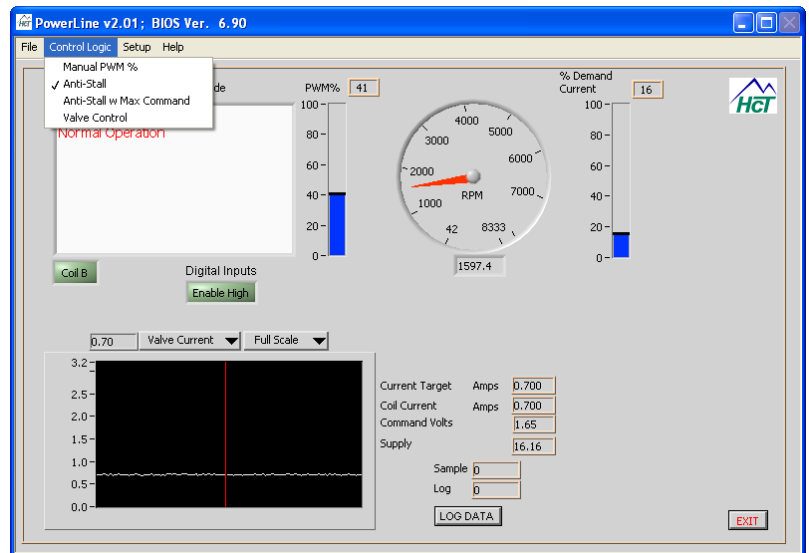 PowerLine v2.01; BIOS Ver. 6.90
File Control Logic Setup Help
Manual PWM %
✓ Anti-Stall
Anti-Stall w Max Command
Valve Control
de
Normal Operation
PWM% 41
100
80
60
40
20
0
42
1000
2000
3000
4000
5000
6000
7000
8333
RPM
1597.4
% Demand
Current 16
100
80
60
40
20
0
HCT
Coil B
Digital Inputs
Enable High
0.70 Valve Current Full Scale
3.2
2.5
2.0
1.5
1.0
0.5
0.0
Current Target Amps 0.700
Coil Current Amps 0.700
Command Volts 1.65
Supply 16.16
Sample 0
Log 0
LOG DATA
EXIT